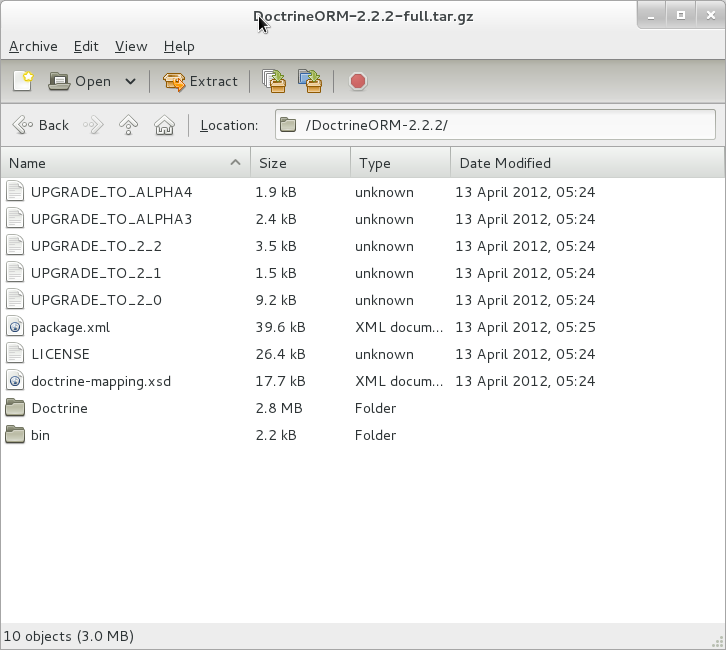 DoctrineORM-2.2.2-full.tar.gz
Archive Edit View Help
Open Extract
Back Location: /DoctrineORM-2.2.2/
Name Size Type Date Modified
UPGRADE_TO_ALPHA4 1.9 kB unknown 13 April 2012, 05:24
UPGRADE_TO_ALPHA3 2.4 kB unknown 13 April 2012, 05:24
UPGRADE_TO_2_2 3.5 kB unknown 13 April 2012, 05:24
UPGRADE_TO_2_1 1.5 kB unknown 13 April 2012, 05:24
UPGRADE_TO_2_0 9.2 kB unknown 13 April 2012, 05:24
package.xml 39.6 kB XML docum... 13 April 2012, 05:25
LICENSE 26.4 kB unknown 13 April 2012, 05:24
doctrine-mapping.xsd 17.7 kB XML docum... 13 April 2012, 05:24
Doctrine 2.8 MB Folder
bin 2.2 kB Folder
10 objects (3.0 MB)